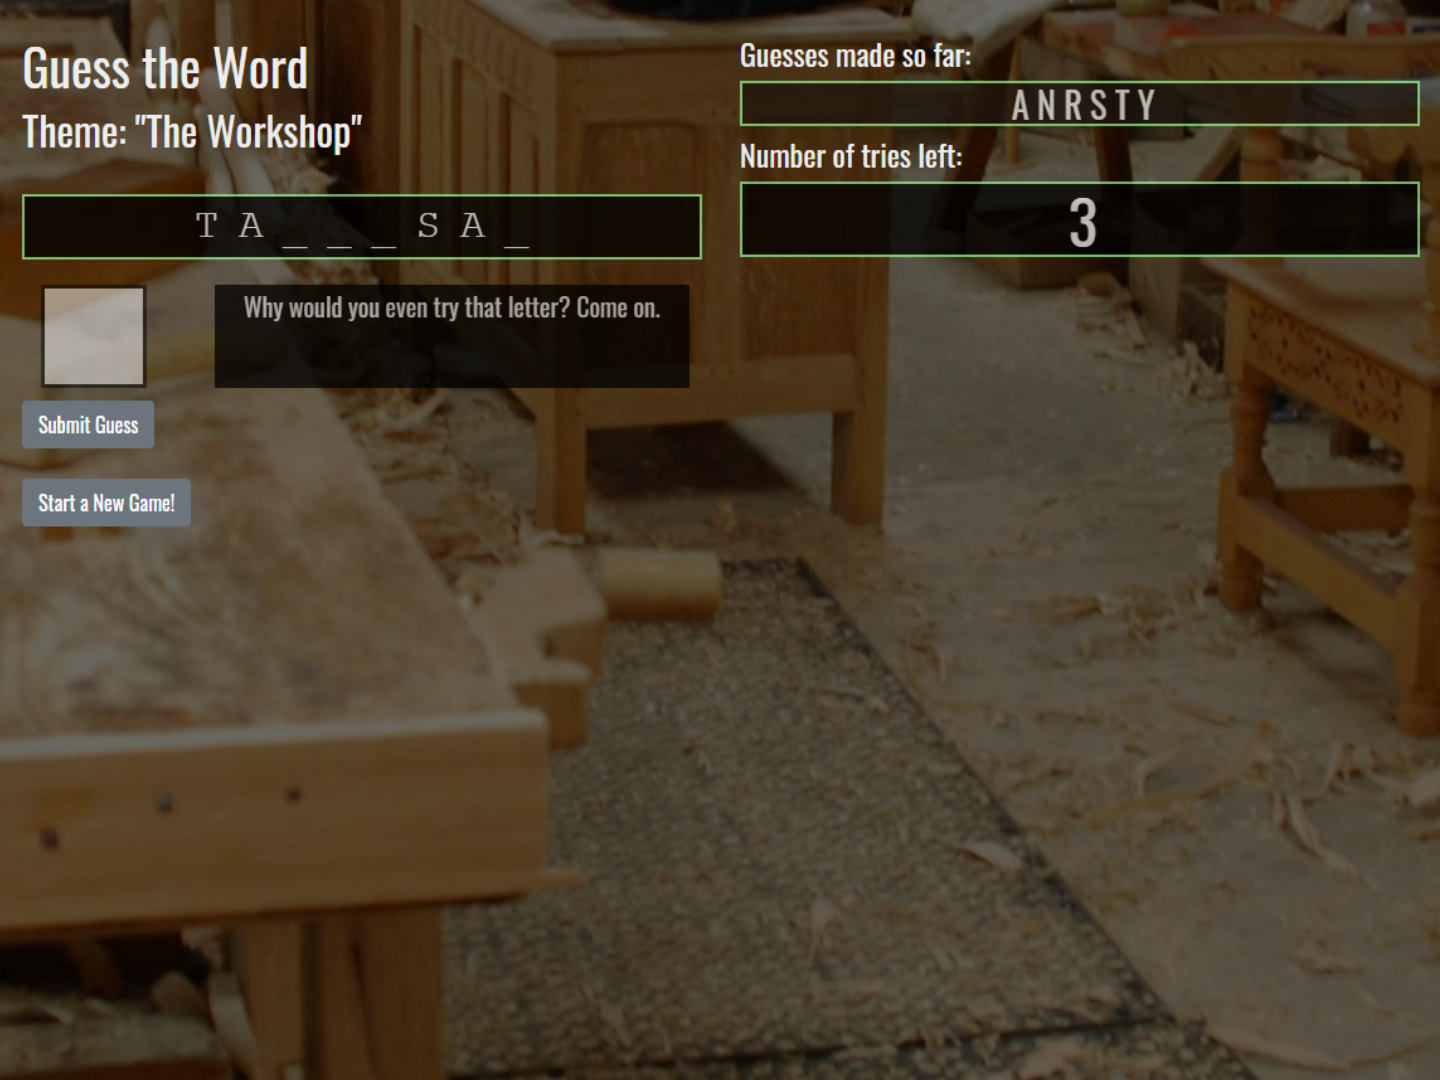 Guess the Word
Theme: "The Workshop"
T A _ _ _ S A _
Why would you even try that letter? Come on.
Submit Guess
Start a New Game!
Guesses made so far:
A N R S T Y
Number of tries left:
3